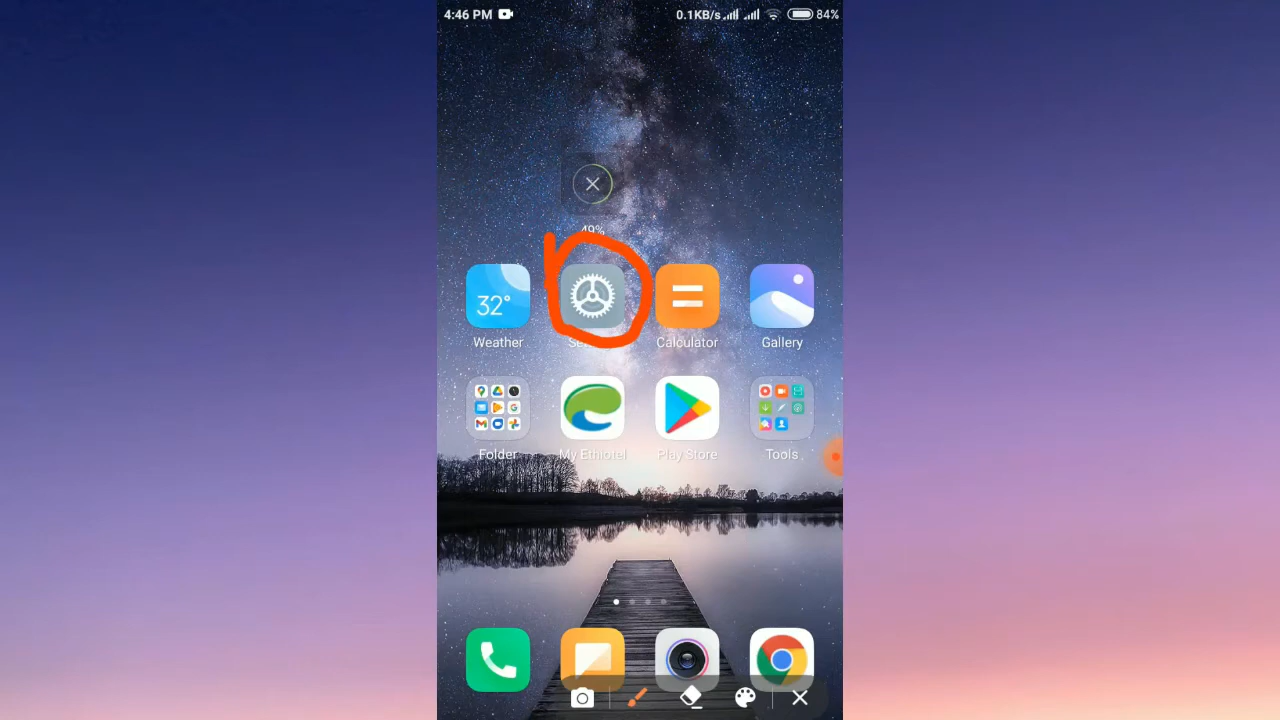 4:46 PM 0.1KB/s 84%
49%
32°
Weather Calculator Gallery
Folder My Ethiotel Play Store Tools